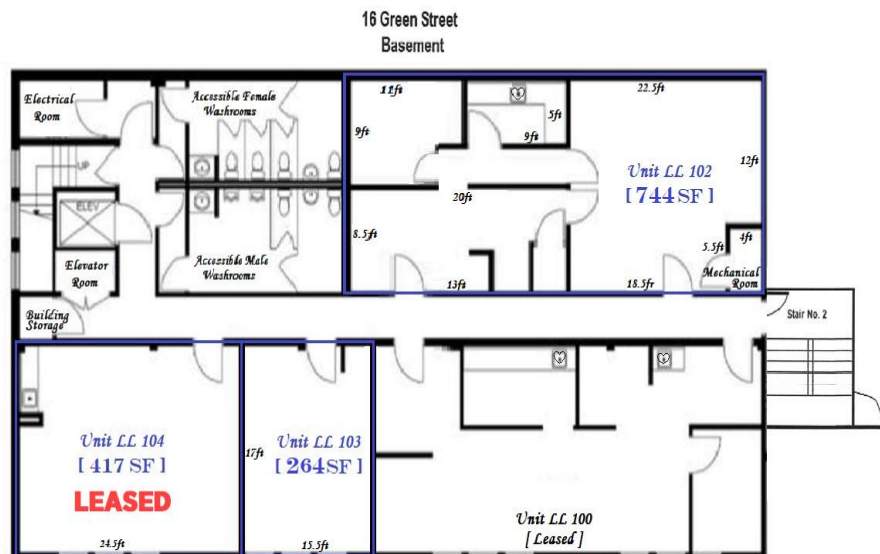 16 Green Street
Basement
Electrical
Room
Accessible Female
Washrooms
11ft
9ft
5ft
9ft
22.5ft
12ft
Unit LL 102
[ 744 SF ]
UP
ELEV
20ft
8.5ft
5.5ft
4ft
Elevator
Room
Accessible Male
Washrooms
13ft
18.5fr
Mechanical
Room
Building
Storage
Stair No. 2
Unit LL 104
[ 417 SF ]
LEASED
24.5ft
17ft
Unit LL 103
[ 264 SF ]
15.5ft
Unit LL 100
[ Leased ]